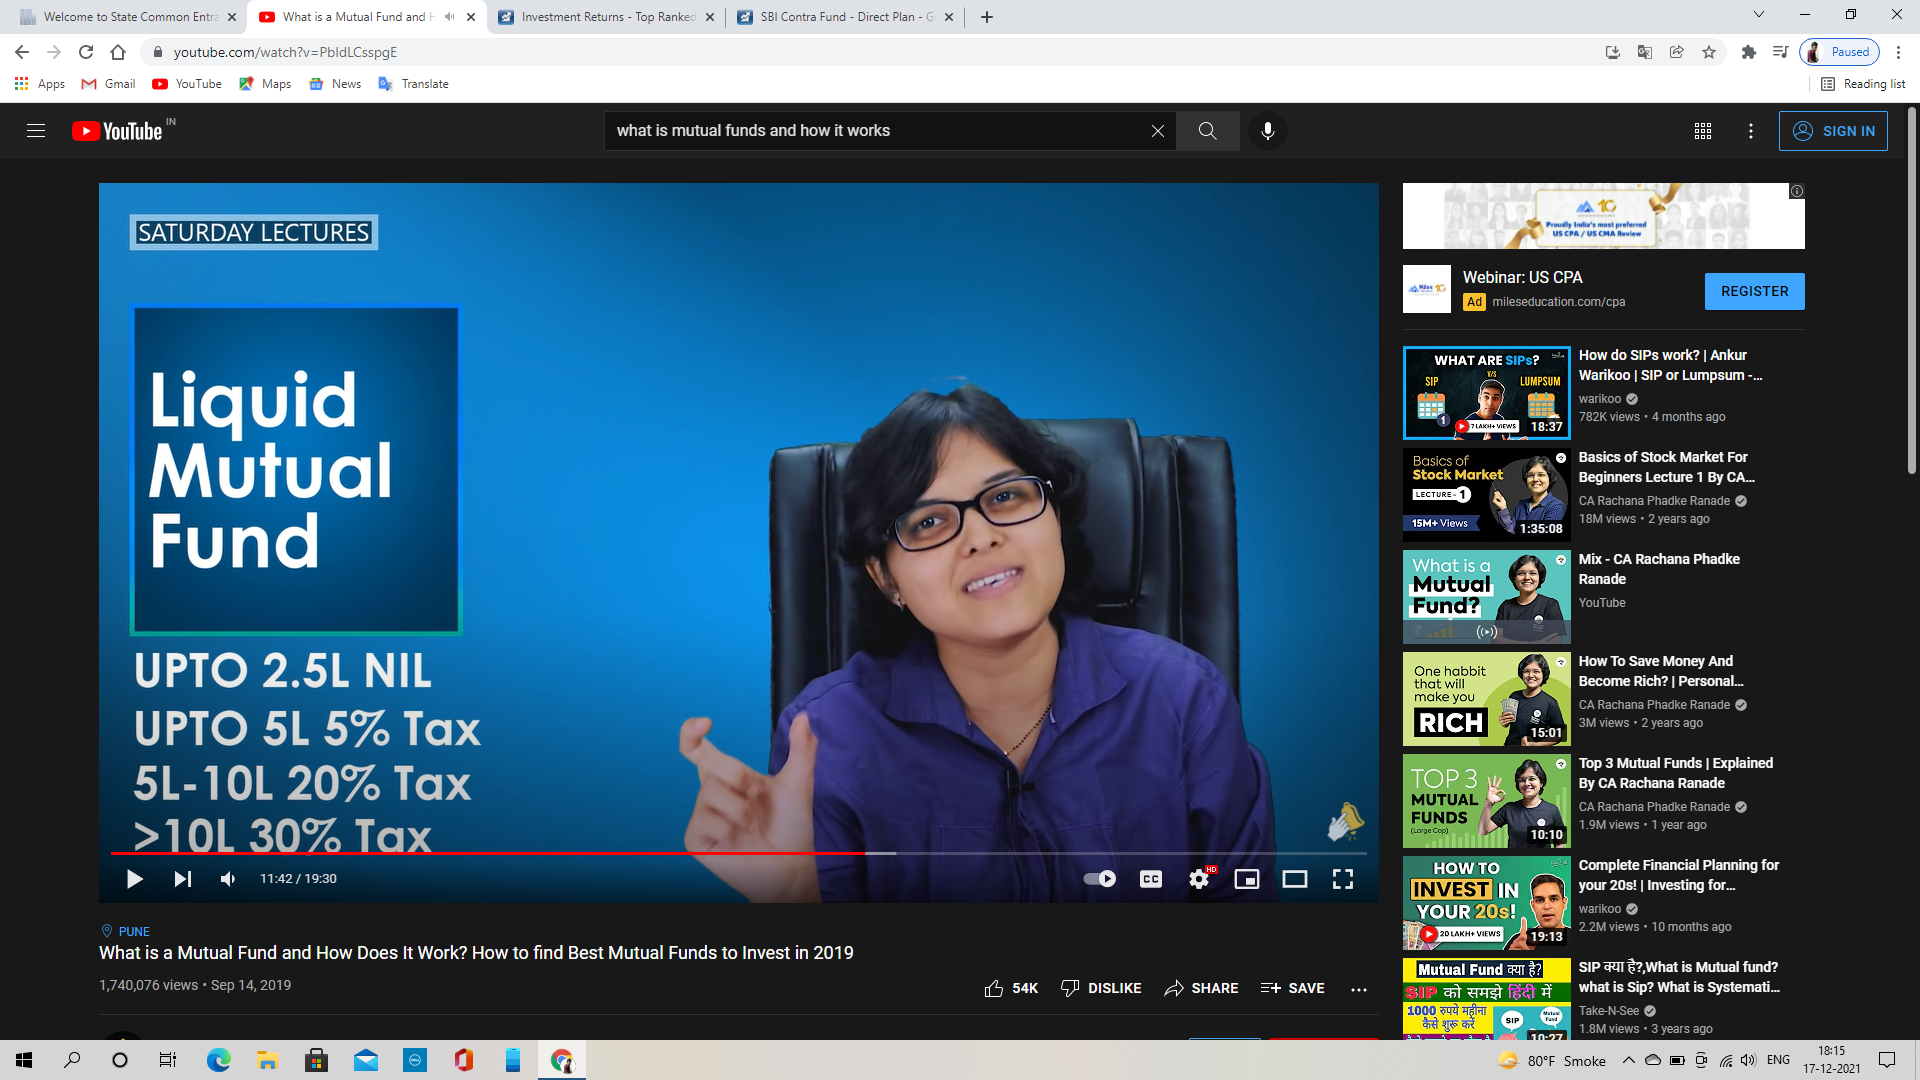 Welcome to State Common Entra
What is a Mutual Fund and H
Investment Returns - Top Ranked
SBI Contra Fund - Direct Plan - G
youtube.com/watch?v=PbIdLCsspgE
Paused
Apps
Gmail
YouTube
Maps
News
Translate
Reading list
YouTube IN
what is mutual funds and how it works
SIGN IN
SATURDAY LECTURES
Liquid
Mutual
Fund
UPTO 2.5L NIL
UPTO 5L 5% Tax
5L-10L 20% Tax
>10L 30% Tax
11:42 / 19:30
CC
HD
PUNE
What is a Mutual Fund and How Does It Work? How to find Best Mutual Funds to Invest in 2019
1,740,076 views • Sep 14, 2019
54K
DISLIKE
SHARE
SAVE
Proudly India's most preferred
US CPA / US CMA Review
Webinar: US CPA
Ad mileseducation.com/cpa
REGISTER
WHAT ARE SIPs?
SIP
V/S
LUMPSUM
7 LAKH+ VIEWS
18:37
How do SIPs work? | Ankur
Warikoo | SIP or Lumpsum -...
warikoo
782K views • 4 months ago
Basics of
Stock Market
LECTURE - 1
15M+ Views
1:35:08
Basics of Stock Market For
Beginners Lecture 1 By CA...
CA Rachana Phadke Ranade
18M views • 2 years ago
What is a
Mutual
Fund?
Mix - CA Rachana Phadke
Ranade
YouTube
One habbit
that will
make you
RICH
15:01
How To Save Money And
Become Rich? | Personal...
CA Rachana Phadke Ranade
3M views • 2 years ago
TOP 3
MUTUAL
FUNDS
(Large Cap)
10:10
Top 3 Mutual Funds | Explained
By CA Rachana Ranade
CA Rachana Phadke Ranade
1.9M views • 1 year ago
HOW TO
INVEST IN
YOUR 20s!
20 LAKH+ VIEWS
19:13
Complete Financial Planning for
your 20s! | Investing for...
warikoo
2.2M views • 10 months ago
Mutual Fund क्या है?
SIP को समझे हिंदी में
1000 रुपये महीना
कैसे शुरू करें
SIP
Mutual
Fund
10:27
SIP क्या है?,What is Mutual fund?
what is Sip? What is Systemati...
Take-N-See
1.8M views • 3 years ago
80°F Smoke
ENG
18:15
17-12-2021